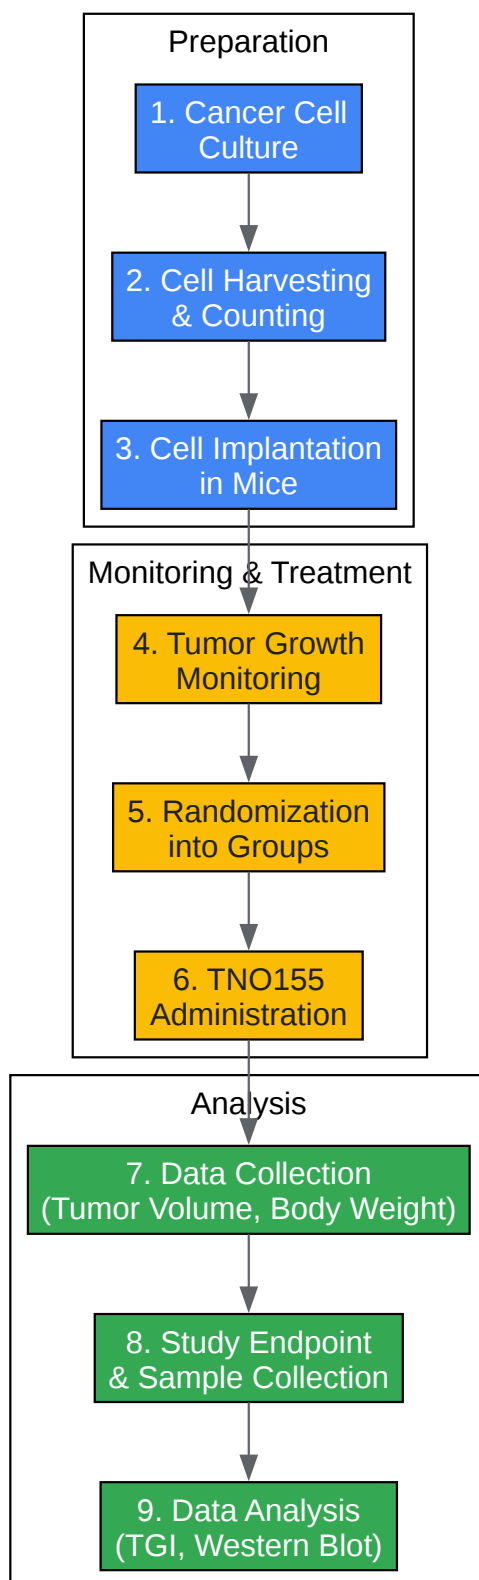 Preparation
1. Cancer Cell
Culture
2. Cell Harvesting
& Counting
3. Cell Implantation
in Mice
Monitoring & Treatment
4. Tumor Growth
Monitoring
5. Randomization
into Groups
6. TNO155
Administration
Analysis
7. Data Collection
(Tumor Volume, Body Weight)
8. Study Endpoint
& Sample Collection
9. Data Analysis
(TGI, Western Blot)